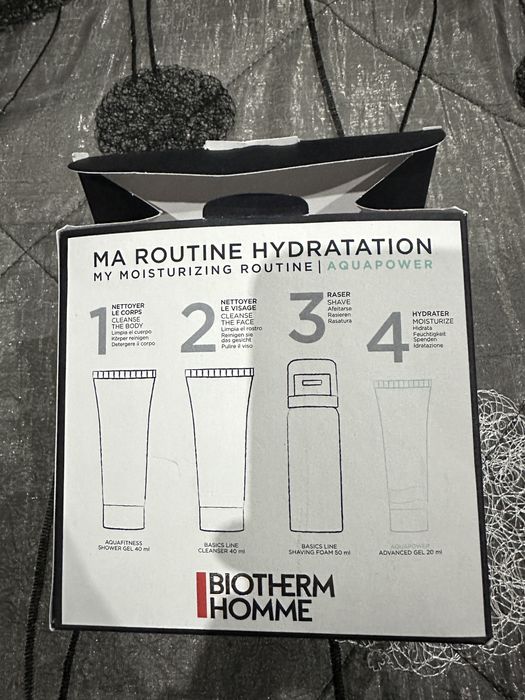 MA ROUTINE HYDRATATION
MY MOISTURIZING ROUTINE | AQUAPOWER
1
NETTOYER
LE CORPS
CLEANSE
THE BODY
Limpia el cuerpo
Körper reinigen
Detergere il corpo
2
NETTOYER
LE VISAGE
CLEANSE
THE FACE
Limpia el rostro
Reinigen sie
das gesicht
Pulire il viso
3
RASER
SHAVE
Afeitarse
Rasieren
Rasatura
4
HYDRATER
MOISTURIZE
Hidrata
Feuchtigkeit
Spenden
Idratazione
AQUAFITNESS
SHOWER GEL 40 ml
BASICS LINE
CLEANSER 40 ml
BASICS LINE
SHAVING FOAM 50 ml
AQUAPOWER
ADVANCED GEL 20 ml
BIOTHERM
HOMME